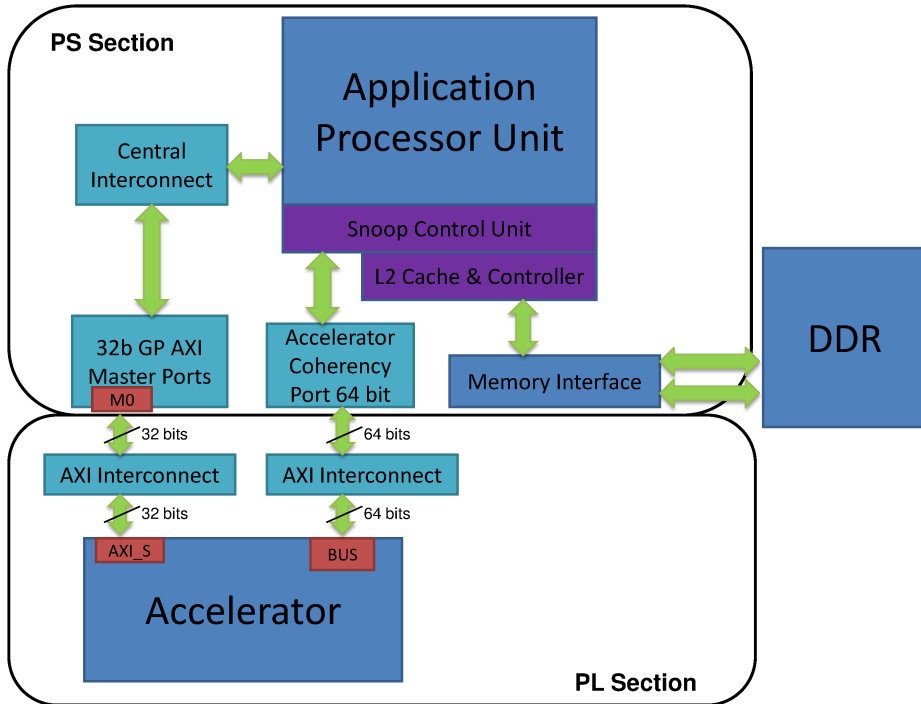 PS Section
Application
Processor Unit
Central
Interconnect
Snoop Control Unit
L2 Cache & Controller
32b GP AXI
Master Ports
M0
Accelerator
Coherency
Port 64 bit
Memory Interface
DDR
32 bits
64 bits
AXI Interconnect
AXI Interconnect
32 bits
64 bits
AXI_S
BUS
Accelerator
PL Section